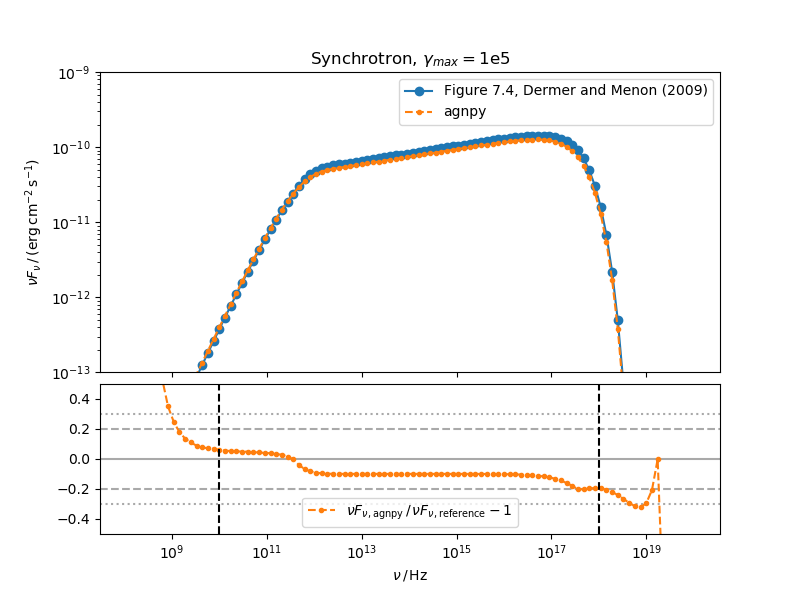 Synchrotron, γmax = 1e5
10⁻⁹
10⁻¹⁰
10⁻¹¹
10⁻¹²
10⁻¹³
νFν / (erg cm⁻² s⁻¹)
Figure 7.4, Dermer and Menon (2009)
agnpy
0.4
0.2
0.0
−0.2
−0.4
νFν, agnpy / νFν, reference − 1
10⁹
10¹¹
10¹³
10¹⁵
10¹⁷
10¹⁹
ν / Hz